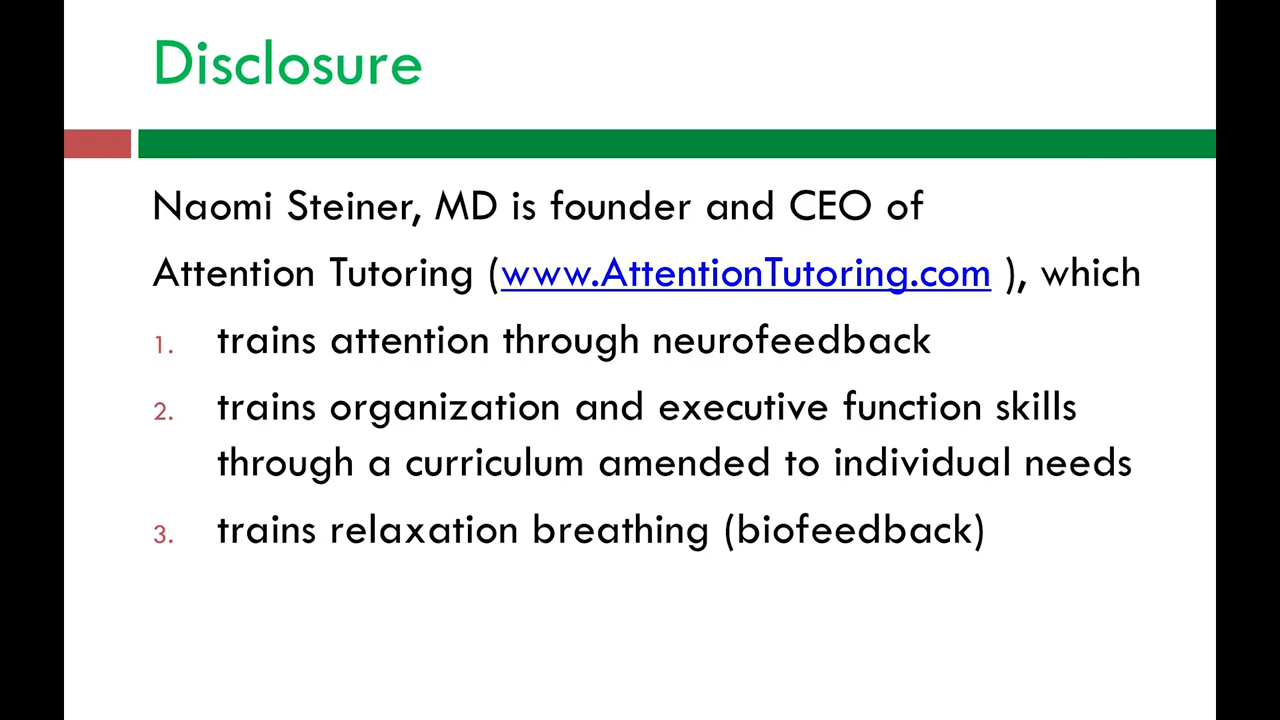 Disclosure
Naomi Steiner, MD is founder and CEO of
Attention Tutoring (www.AttentionTutoring.com ), which
1. trains attention through neurofeedback
2. trains organization and executive function skills
through a curriculum amended to individual needs
3. trains relaxation breathing (biofeedback)